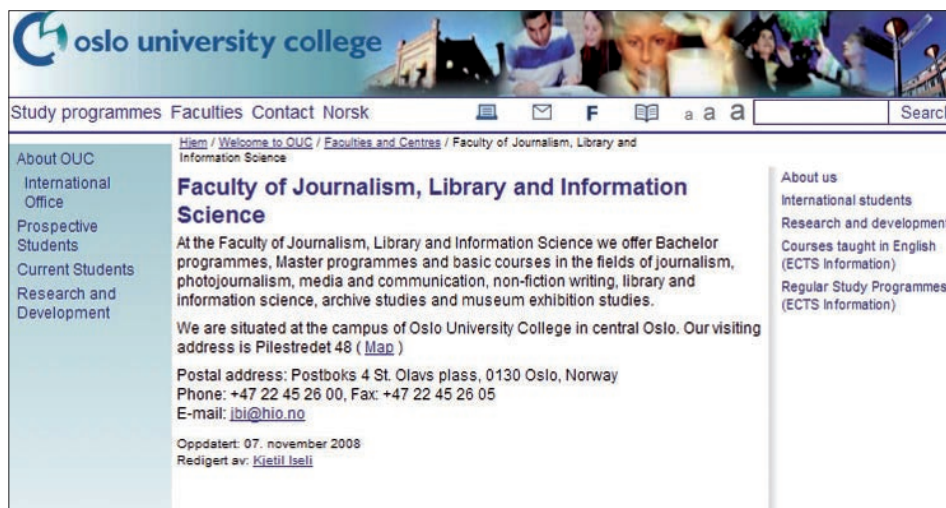 oslo university college
Study programmes Faculties Contact Norsk
F
a a a
Search
About OUC
International
Office
Prospective
Students
Current Students
Research and
Development
Hjem / Welcome to OUC / Faculties and Centres / Faculty of Journalism, Library and
Information Science
Faculty of Journalism, Library and Information
Science
At the Faculty of Journalism, Library and Information Science we offer Bachelor
programmes, Master programmes and basic courses in the fields of journalism,
photojournalism, media and communication, non-fiction writing, library and
information science, archive studies and museum exhibition studies.
We are situated at the campus of Oslo University College in central Oslo. Our visiting
address is Pilestredet 48 ( Map )
Postal address: Postboks 4 St. Olavs plass, 0130 Oslo, Norway
Phone: +47 22 45 26 00, Fax: +47 22 45 26 05
E-mail: jbi@hio.no
Oppdatert: 07. november 2008
Redigert av: Kjetil Iseli
About us
International students
Research and development
Courses taught in English
(ECTS Information)
Regular Study Programmes
(ECTS Information)